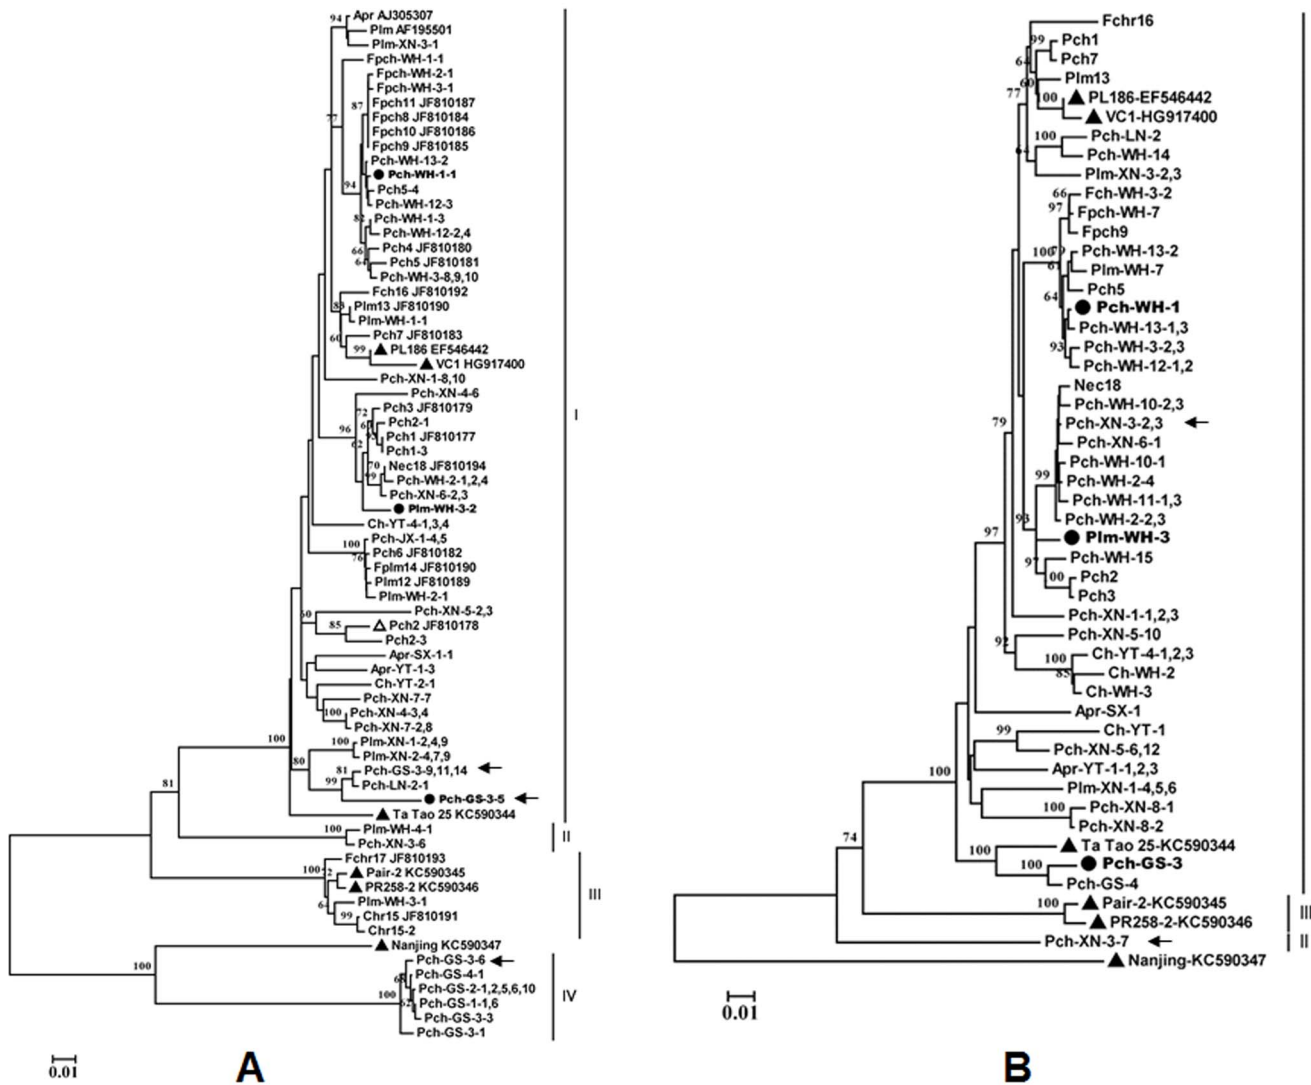 Apr AJ305307
94
Plm AF195501
Plm-XN-3-1
Fpch-WH-1-1
Fpch-WH-2-1
Fpch-WH-3-1
87
Fpch11 JF810187
77
Fpch8 JF810184
Fpch10 JF810186
Fpch9 JF810185
Pch-WH-13-2
Pch-WH-1-1
94
Pch5-4
Pch-WH-12-3
Pch-WH-1-3
82
Pch-WH-12-2,4
66
Pch4 JF810180
64
Pch5 JF810181
Pch-WH-3-8,9,10
Fch16 JF810192
83
Plm13 JF810190
Plm-WH-1-1
60
Pch7 JF810183
99
PL186 EF546442
VC1 HG917400
Pch-XN-1-8,10
Pch-XN-4-6
72
Pch3 JF810179
Pch2-1
96
Pch1 JF810177
62
Pch1-3
70
Nec18 JF810194
99
Pch-WH-2-1,2,4
Pch-XN-6-2,3
Plm-WH-3-2
Ch-YT-4-1,3,4
100
Pch-JX-1-4,5
76
Pch6 JF810182
Fplm14 JF810190
Plm12 JF810189
Plm-WH-2-1
60
Pch-XN-5-2,3
85
Pch2 JF810178
Pch2-3
Apr-SX-1-1
Apr-YT-1-3
Ch-YT-2-1
Pch-XN-7-7
100
Pch-XN-4-3,4
Pch-XN-7-2,8
100
100
Plm-XN-1-2,4,9
80
Plm-XN-2-4,7,9
81
Pch-GS-3-9,11,14
99
Pch-LN-2-1
Pch-GS-3-5
Ta Tao 25 KC590344
I
81
100
Plm-WH-4-1
Pch-XN-3-6
II
Fchr17 JF810193
100
72
Pair-2 KC590345
PR258-2 KC590346
64
Plm-WH-3-1
99
Chr15 JF810191
Chr15-2
III
Nanjing KC590347
100
Pch-GS-3-6
68
Pch-GS-4-1
Pch-GS-2-1,2,5,6,10
100
62
Pch-GS-1-1,6
Pch-GS-3-3
Pch-GS-3-1
IV
0.01
A
Fchr16
99
Pch1
64
Pch7
60
Plm13
77
00
PL186-EF546442
VC1-HG917400
100
Pch-LN-2
64
Pch-WH-14
Plm-XN-3-2,3
66
Fch-WH-3-2
97
Fpch-WH-7
Fpch9
100
79
Pch-WH-13-2
61
Plm-WH-7
Pch5
64
Pch-WH-1
Pch-WH-13-1,3
93
Pch-WH-3-2,3
Pch-WH-12-1,2
Nec18
Pch-WH-10-2,3
79
Pch-XN-3-2,3
Pch-XN-6-1
Pch-WH-10-1
99
Pch-WH-2-4
Pch-WH-11-1,3
93
Pch-WH-2-2,3
97
Plm-WH-3
97
Pch-WH-15
00
Pch2
Pch3
Pch-XN-1-1,2,3
92
Pch-XN-5-10
100
Ch-YT-4-1,2,3
85
Ch-WH-2
Ch-WH-3
Apr-SX-1
99
Ch-YT-1
Pch-XN-5-6,12
100
Apr-YT-1-1,2,3
Plm-XN-1-4,5,6
100
Pch-XN-8-1
Pch-XN-8-2
100
Ta Tao 25-KC590344
100
Pch-GS-3
Pch-GS-4
74
100
Pair-2-KC590345
PR258-2-KC590346
III
Pch-XN-3-7
II
Nanjing-KC590347
0.01
B